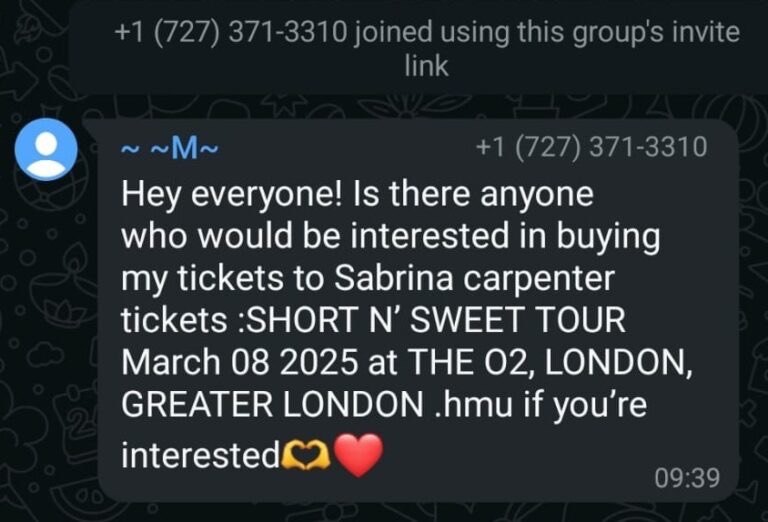 +1 (727) 371-3310 joined using this group's invite
link
~ ~M~ +1 (727) 371-3310
Hey everyone! Is there anyone
who would be interested in buying
my tickets to Sabrina carpenter
tickets :SHORT N’ SWEET TOUR
March 08 2025 at THE O2, LONDON,
GREATER LONDON .hmu if you’re
interested🫶❤️
09:39